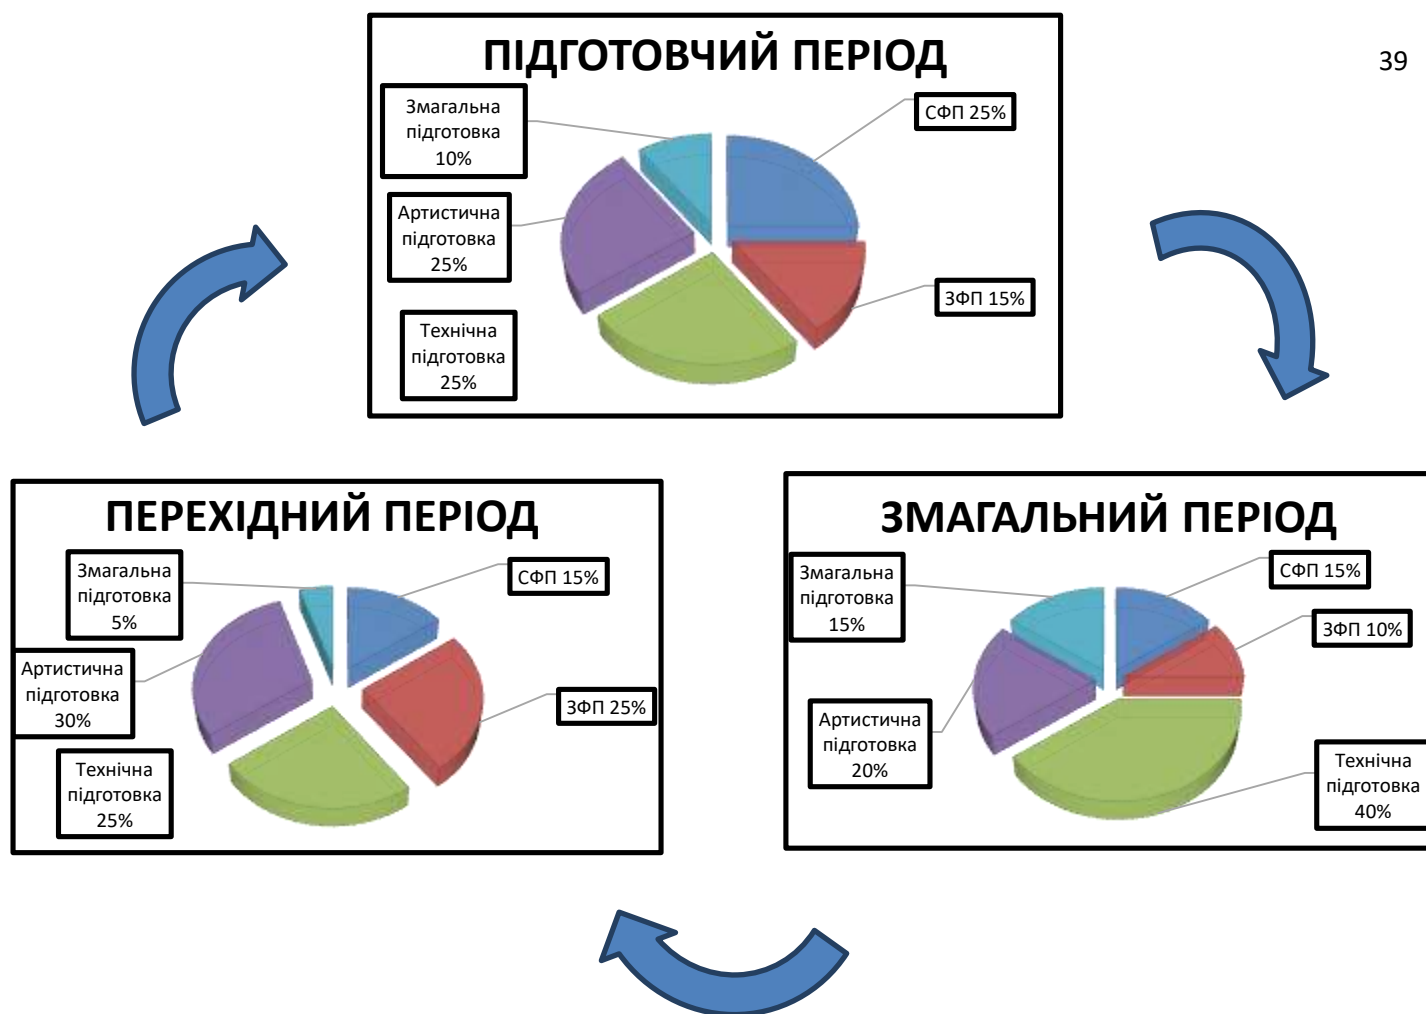 39
ПІДГОТОВЧИЙ ПЕРІОД
Змагальна
підготовка
10%
СФП 25%
Артистична
підготовка
25%
ЗФП 15%
Технічна
підготовка
25%
ПЕРЕХІДНИЙ ПЕРІОД
Змагальна
підготовка
5%
СФП 15%
Артистична
підготовка
30%
ЗФП 25%
Технічна
підготовка
25%
ЗМАГАЛЬНИЙ ПЕРІОД
Змагальна
підготовка
15%
СФП 15%
ЗФП 10%
Артистична
підготовка
20%
Технічна
підготовка
40%